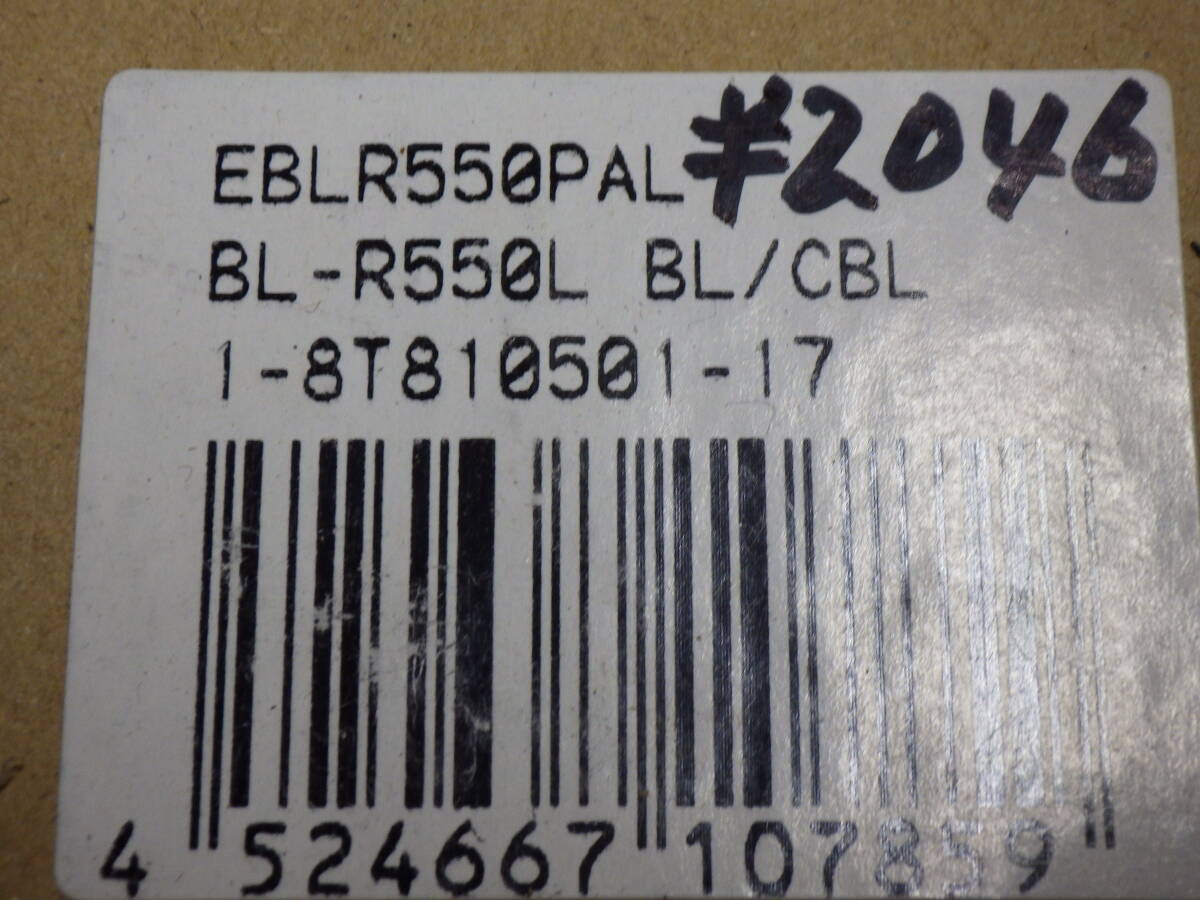 EBLR550PAL ¥2046
BL-R550L BL/CBL
1-8T810501-17
4 524667 107859